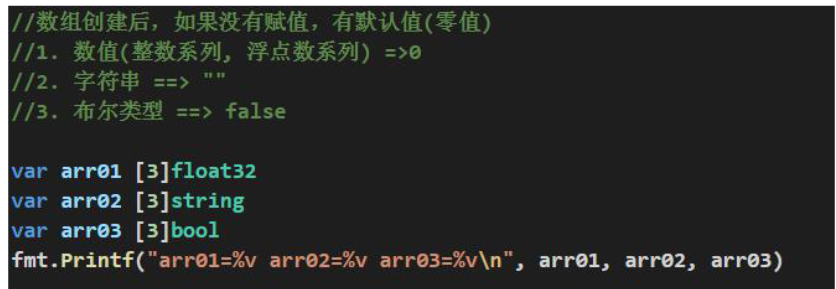 //数组创建后，如果没有赋值，有默认值(零值)
//1. 数值(整数系列, 浮点数系列) =>0
//2. 字符串 ==> ""
//3. 布尔类型 ==> false
var arr01 [3]float32
var arr02 [3]string
var arr03 [3]bool
fmt.Printf("arr01=%v arr02=%v arr03=%v\n", arr01, arr02, arr03)